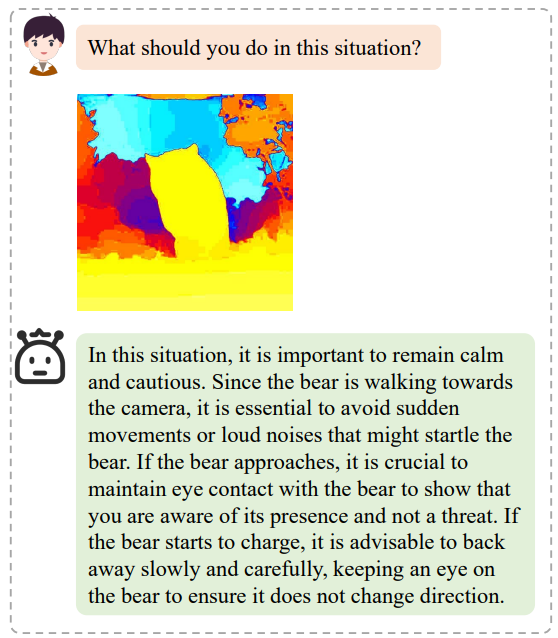 What should you do in this situation?
In this situation, it is important to remain calm
and cautious. Since the bear is walking towards
the camera, it is essential to avoid sudden
movements or loud noises that might startle the
bear. If the bear approaches, it is crucial to
maintain eye contact with the bear to show that
you are aware of its presence and not a threat. If
the bear starts to charge, it is advisable to back
away slowly and carefully, keeping an eye on
the bear to ensure it does not change direction.